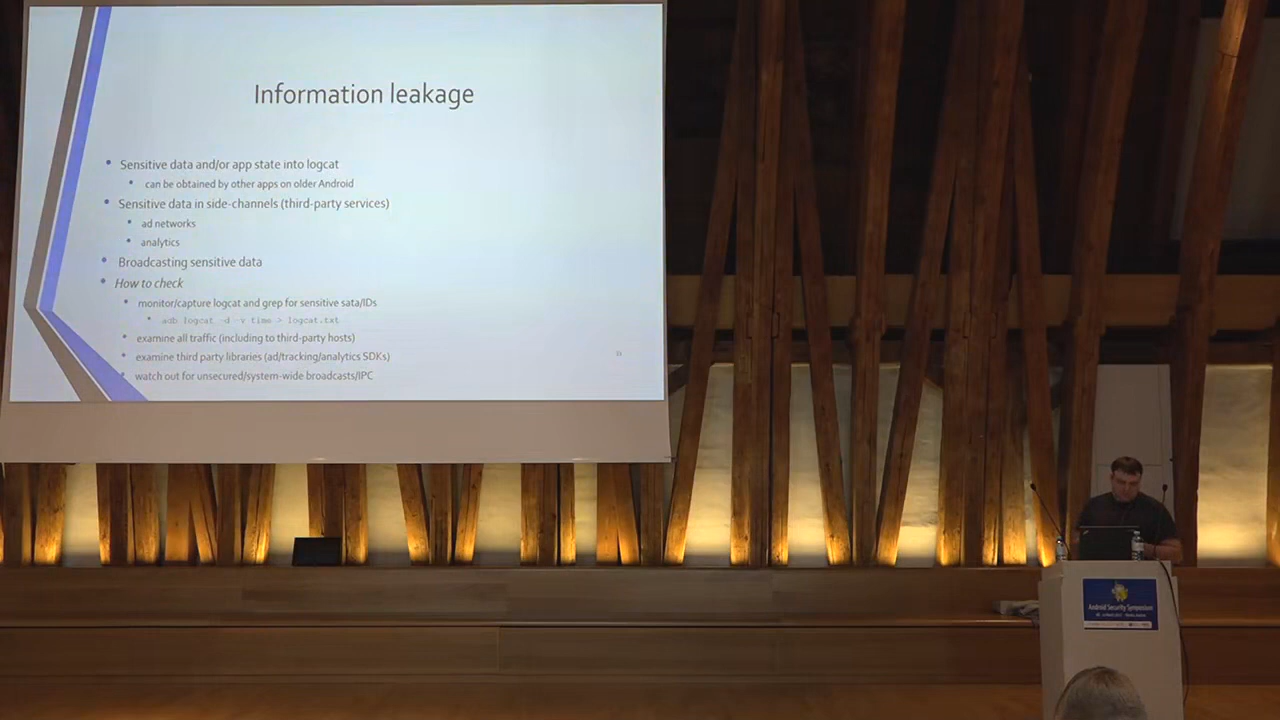 Information leakage
• Sensitive data and/or app state into logcat
• can be obtained by other apps on older Android
• Sensitive data in side-channels (third-party services)
• ad networks
• analytics
• Broadcasting sensitive data
• How to check
• monitor/capture logcat and grep for sensitive sata/IDs
• adb logcat -d -v time > logcat.txt
• examine all traffic (including to third-party hosts)
• examine third party libraries (ad/tracking/analytics SDKs)
• watch out for unsecured/system-wide broadcasts/IPC
Android Security Symposium